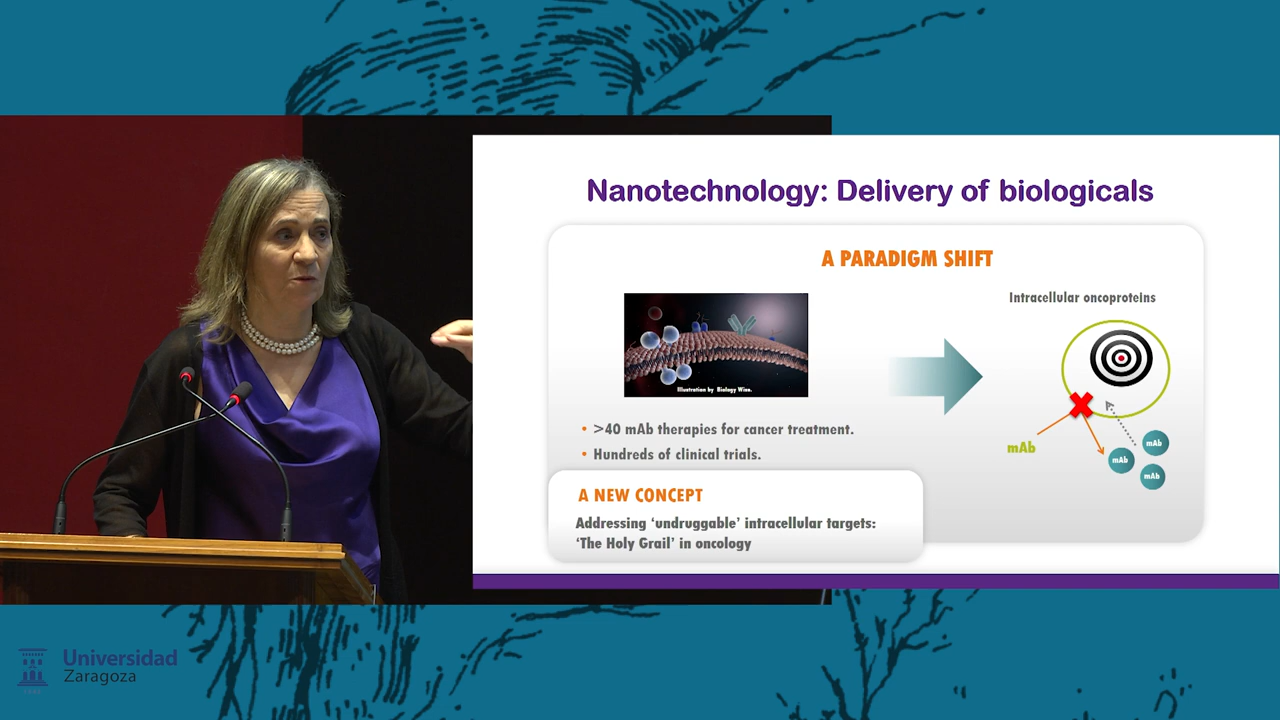 Nanotechnology: Delivery of biologicals
A PARADIGM SHIFT
Intracellular oncoproteins
Illustration by Biology Wise.
• >40 mAb therapies for cancer treatment.
• Hundreds of clinical trials.
mAb
mAb
mAb
mAb
A NEW CONCEPT
Addressing ‘undruggable’ intracellular targets:
‘The Holy Grail’ in oncology
Universidad
Zaragoza